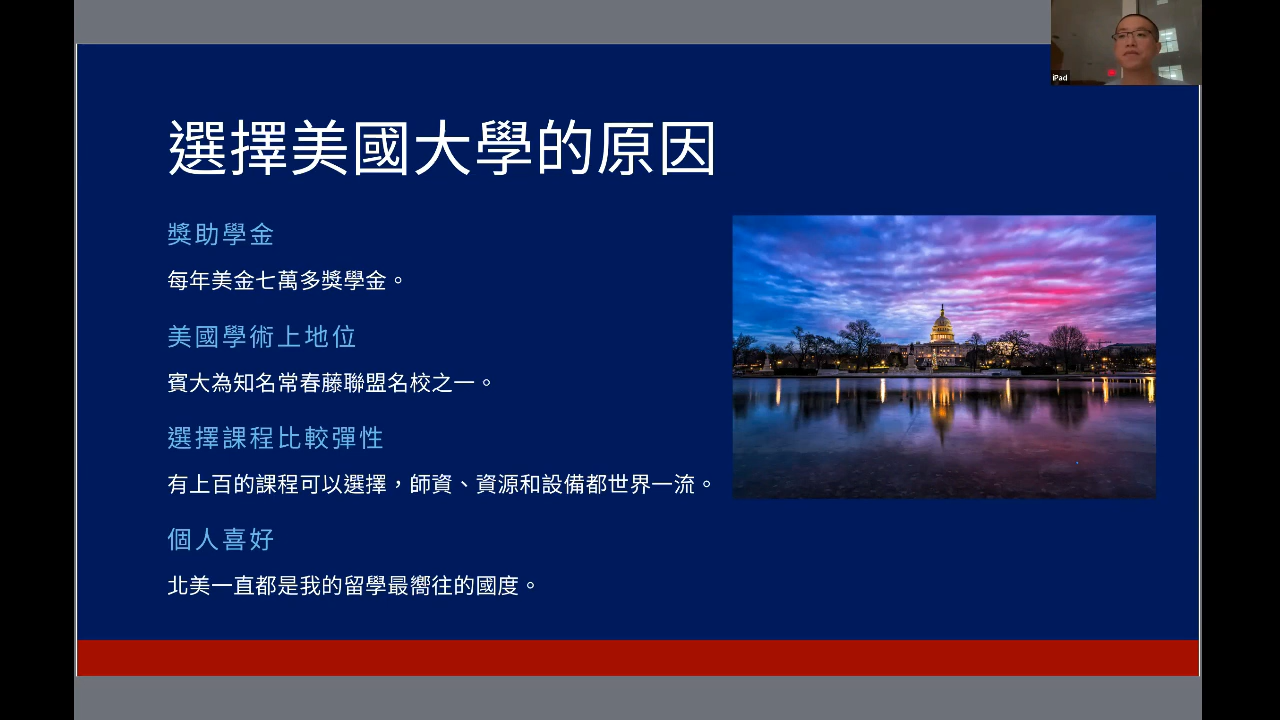 iPad
選擇美國大學的原因
獎助學金
每年美金七萬多獎學金。
美國學術上地位
賓大為知名常春藤聯盟名校之一。
選擇課程比較彈性
有上百的課程可以選擇，師資、資源和設備都世界一流。
個人喜好
北美一直都是我的留學最嚮往的國度。